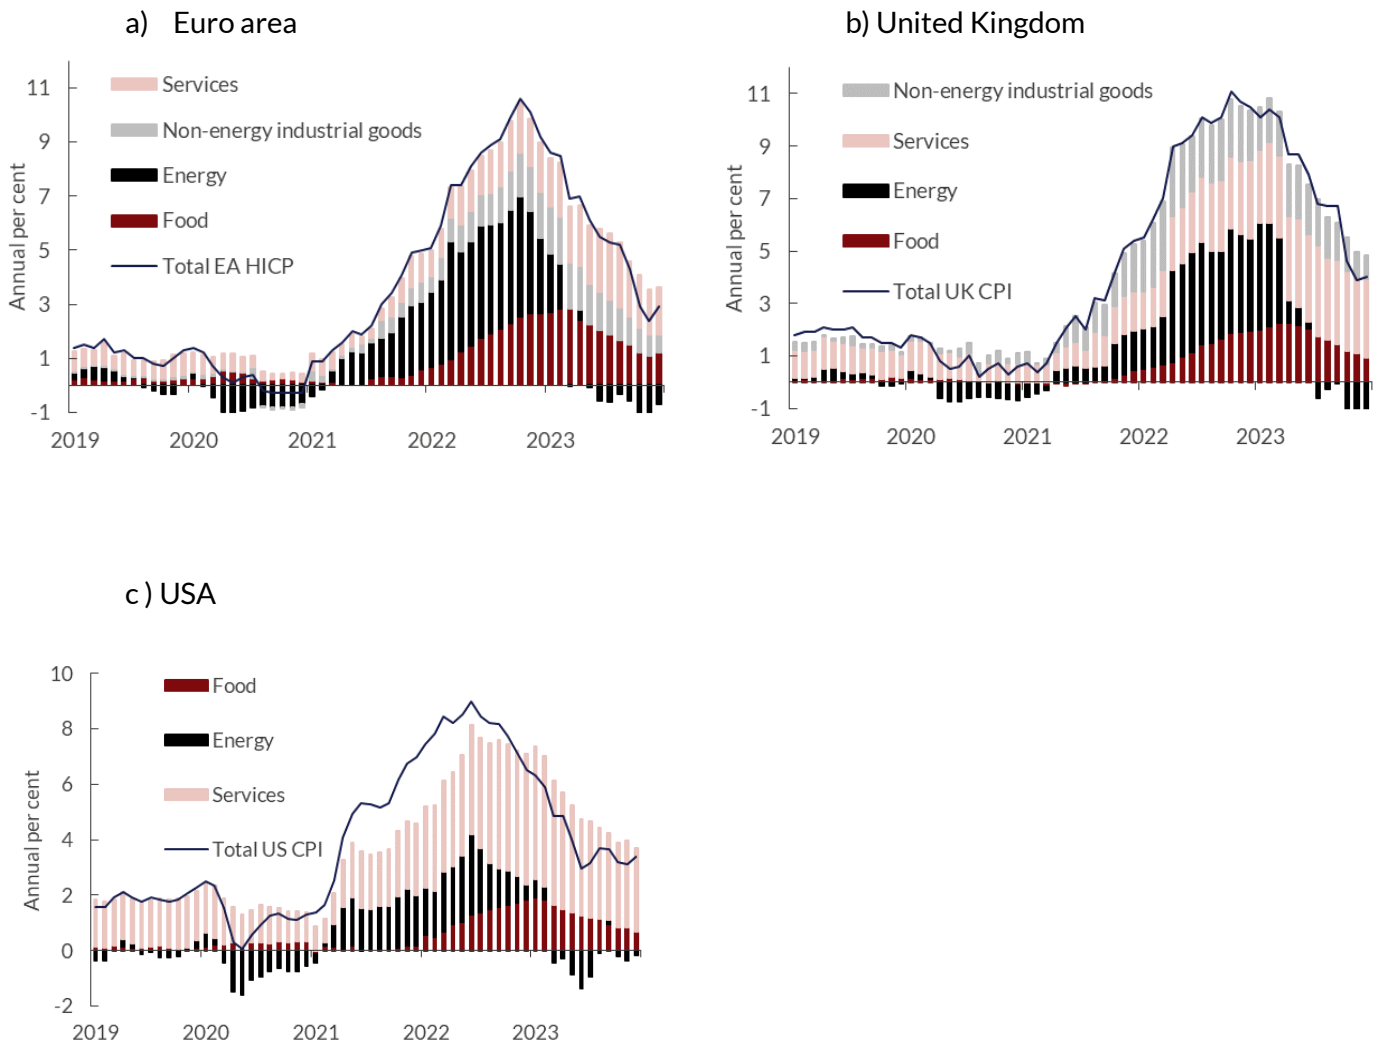 a) Euro area
Annual per cent
11
9
7
5
3
1
-1
Services
Non-energy industrial goods
Energy
Food
Total EA HICP
2019 2020 2021 2022 2023
b) United Kingdom
Annual per cent
11
9
7
5
3
1
-1
Non-energy industrial goods
Services
Energy
Food
Total UK CPI
2019 2020 2021 2022 2023
c ) USA
Annual per cent
10
8
6
4
2
0
-2
Food
Energy
Services
Total US CPI
2019 2020 2021 2022 2023